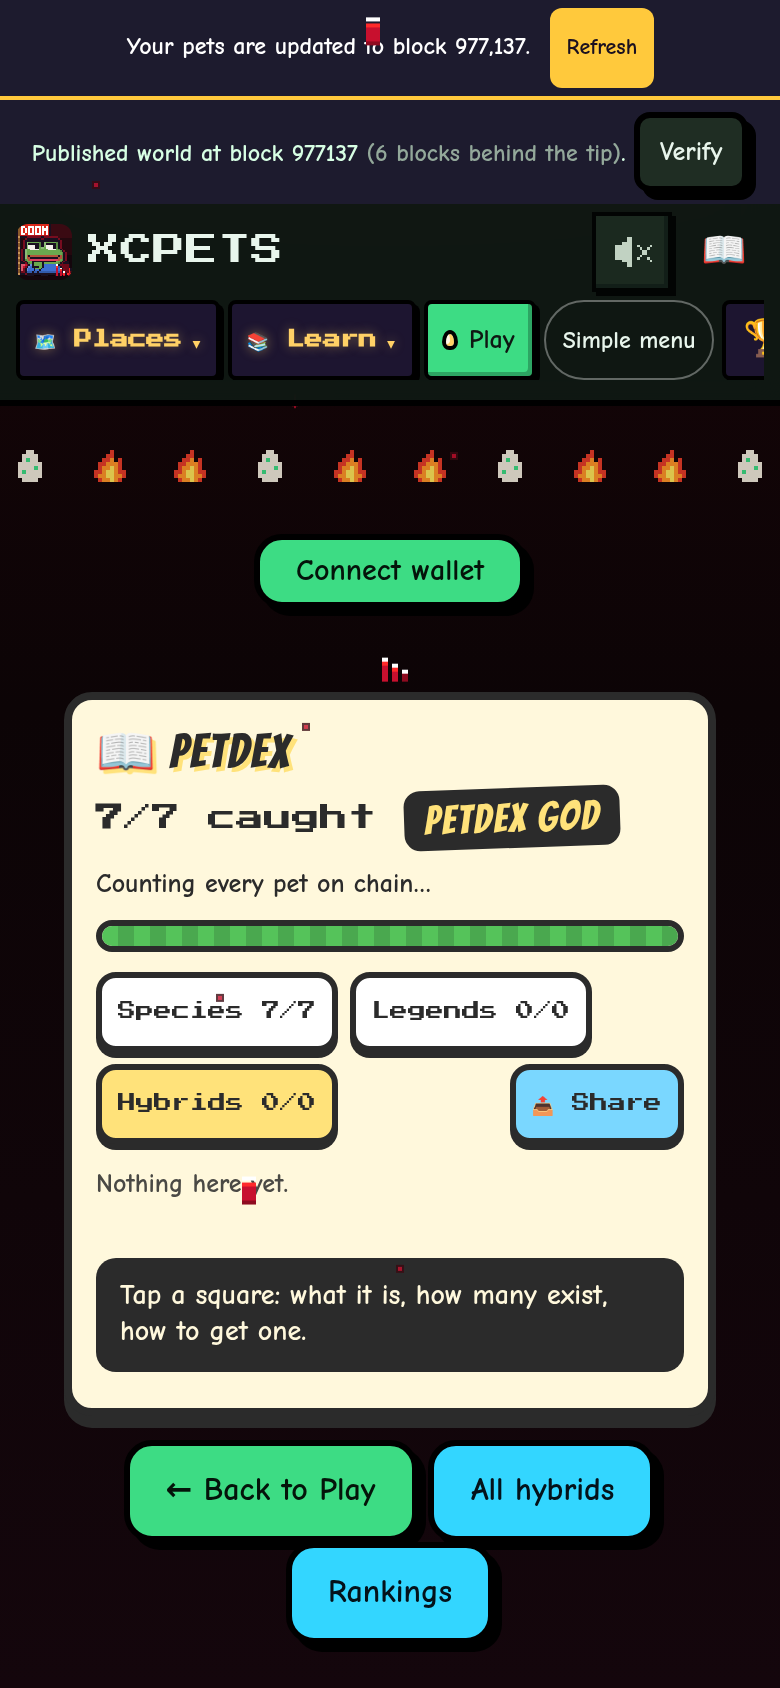 Your pets are updated to block 977,137.
Refresh
Published world at block 977137 (6 blocks behind the tip).
Verify
DOOM
XCPETS
Places ▾
Learn ▾
Play
Simple menu
PETDEX
7/7 caught
PETDEX GOD
Counting every pet on chain...
Species 7/7
Legends 0/0
Hybrids 0/0
Share
Nothing here yet.
Tap a square: what it is, how many exist,
how to get one.
← Back to Play
All hybrids
Rankings